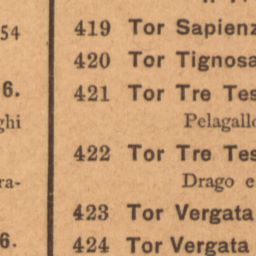 54
6.
ghi
ra-
6.
419 Tor Sapienz
420 Tor Tignosa
421 Tor Tre Tes
Pelagallo
422 Tor Tre Tes
Drago e
423 Tor Vergata
424 Tor Vergata